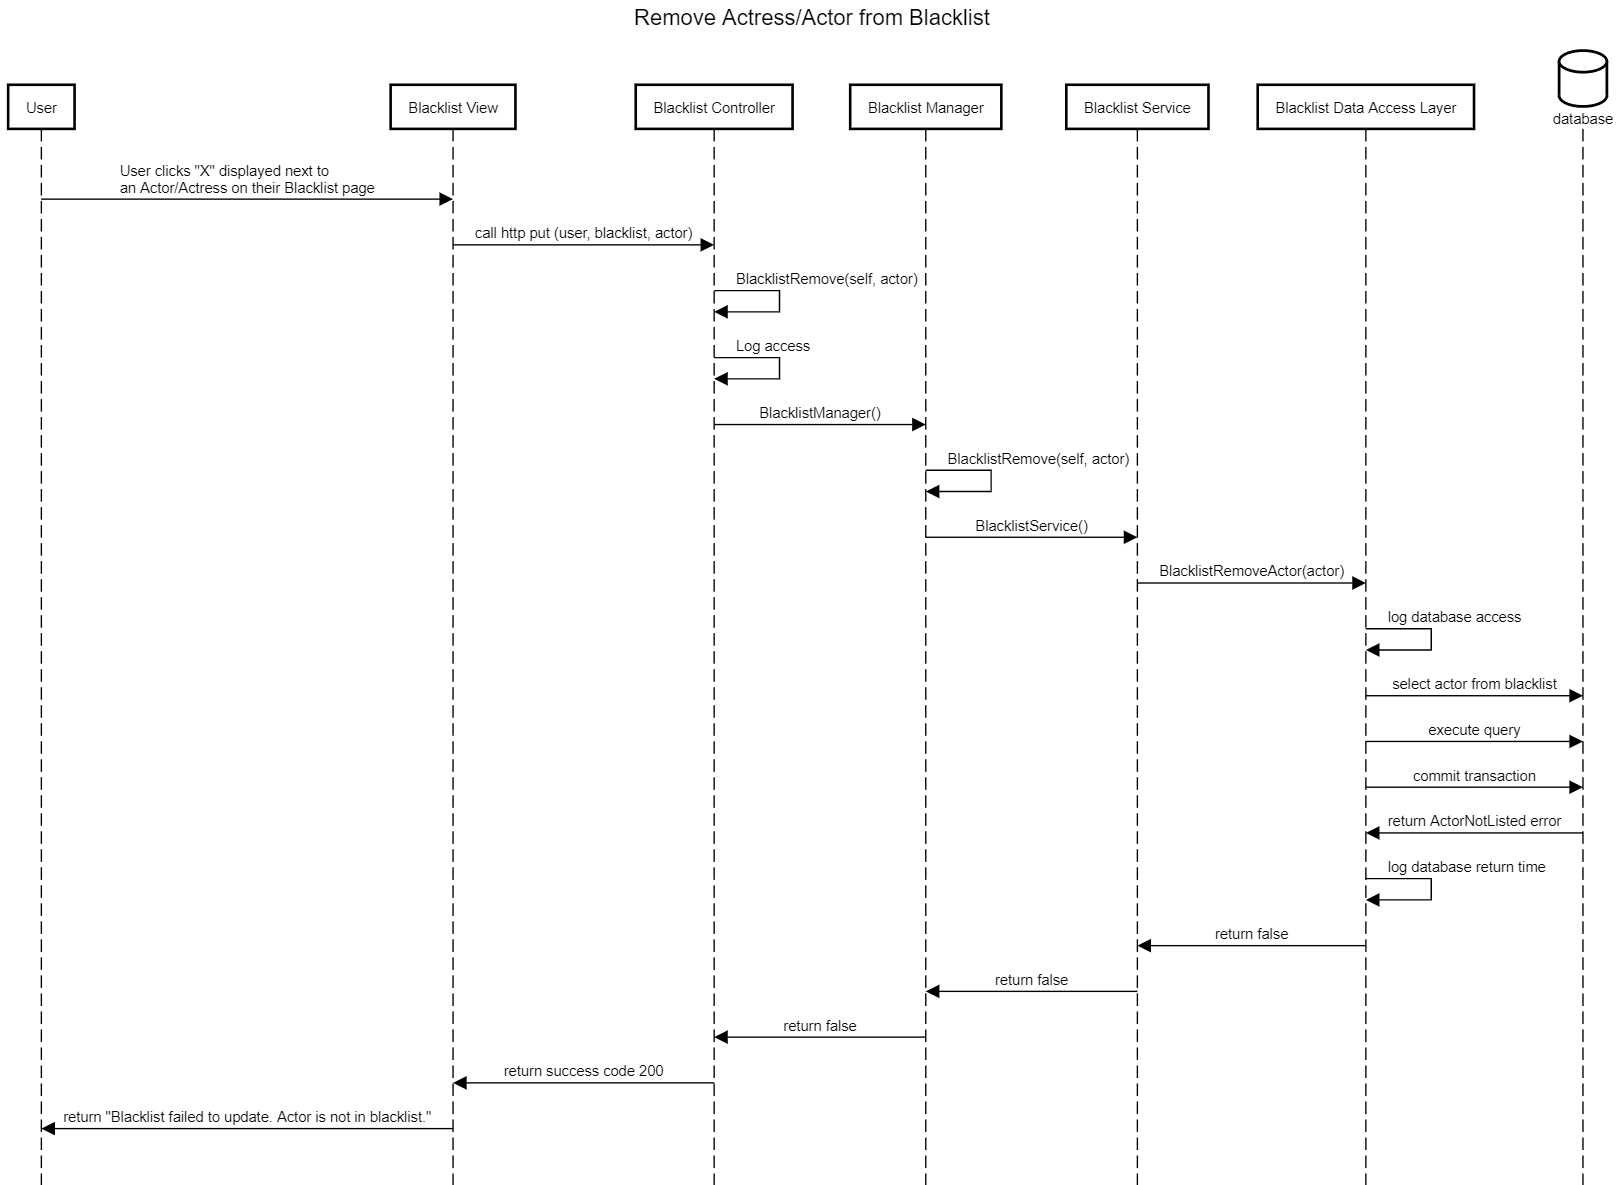 Remove Actress/Actor from Blacklist
User
Blacklist View
Blacklist Controller
Blacklist Manager
Blacklist Service
Blacklist Data Access Layer
database
User clicks "X" displayed next to
an Actor/Actress on their Blacklist page
call http put (user, blacklist, actor)
BlacklistRemove(self, actor)
Log access
BlacklistManager()
BlacklistRemove(self, actor)
BlacklistService()
BlacklistRemoveActor(actor)
log database access
select actor from blacklist
execute query
commit transaction
return ActorNotListed error
log database return time
return false
return false
return false
return success code 200
return "Blacklist failed to update. Actor is not in blacklist."